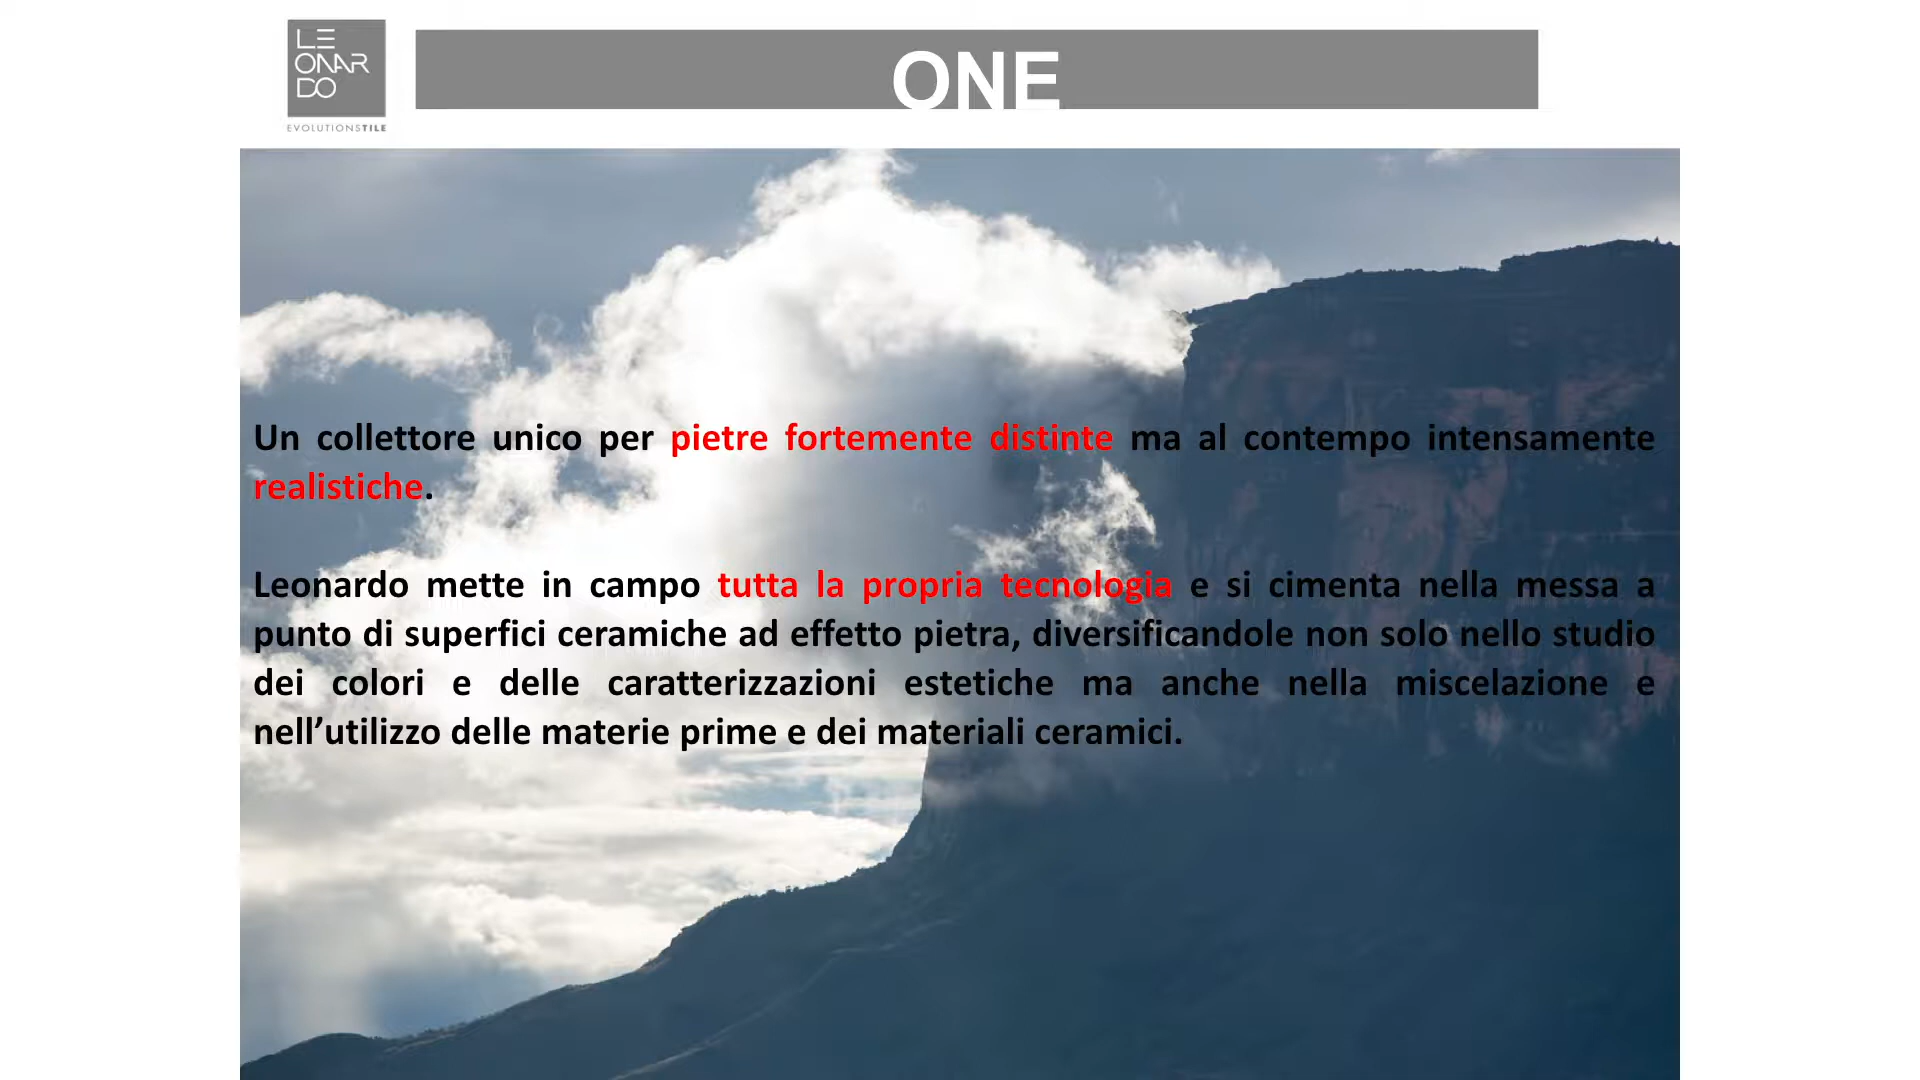 LE
ONAR
DO
EVOLUTIONSTILE
ONE
Un collettore unico per pietre fortemente distinte ma al contempo intensamente
realistiche.
Leonardo mette in campo tutta la propria tecnologia e si cimenta nella messa a
punto di superfici ceramiche ad effetto pietra, diversificandole non solo nello studio
dei colori e delle caratterizzazioni estetiche ma anche nella miscelazione e
nell’utilizzo delle materie prime e dei materiali ceramici.